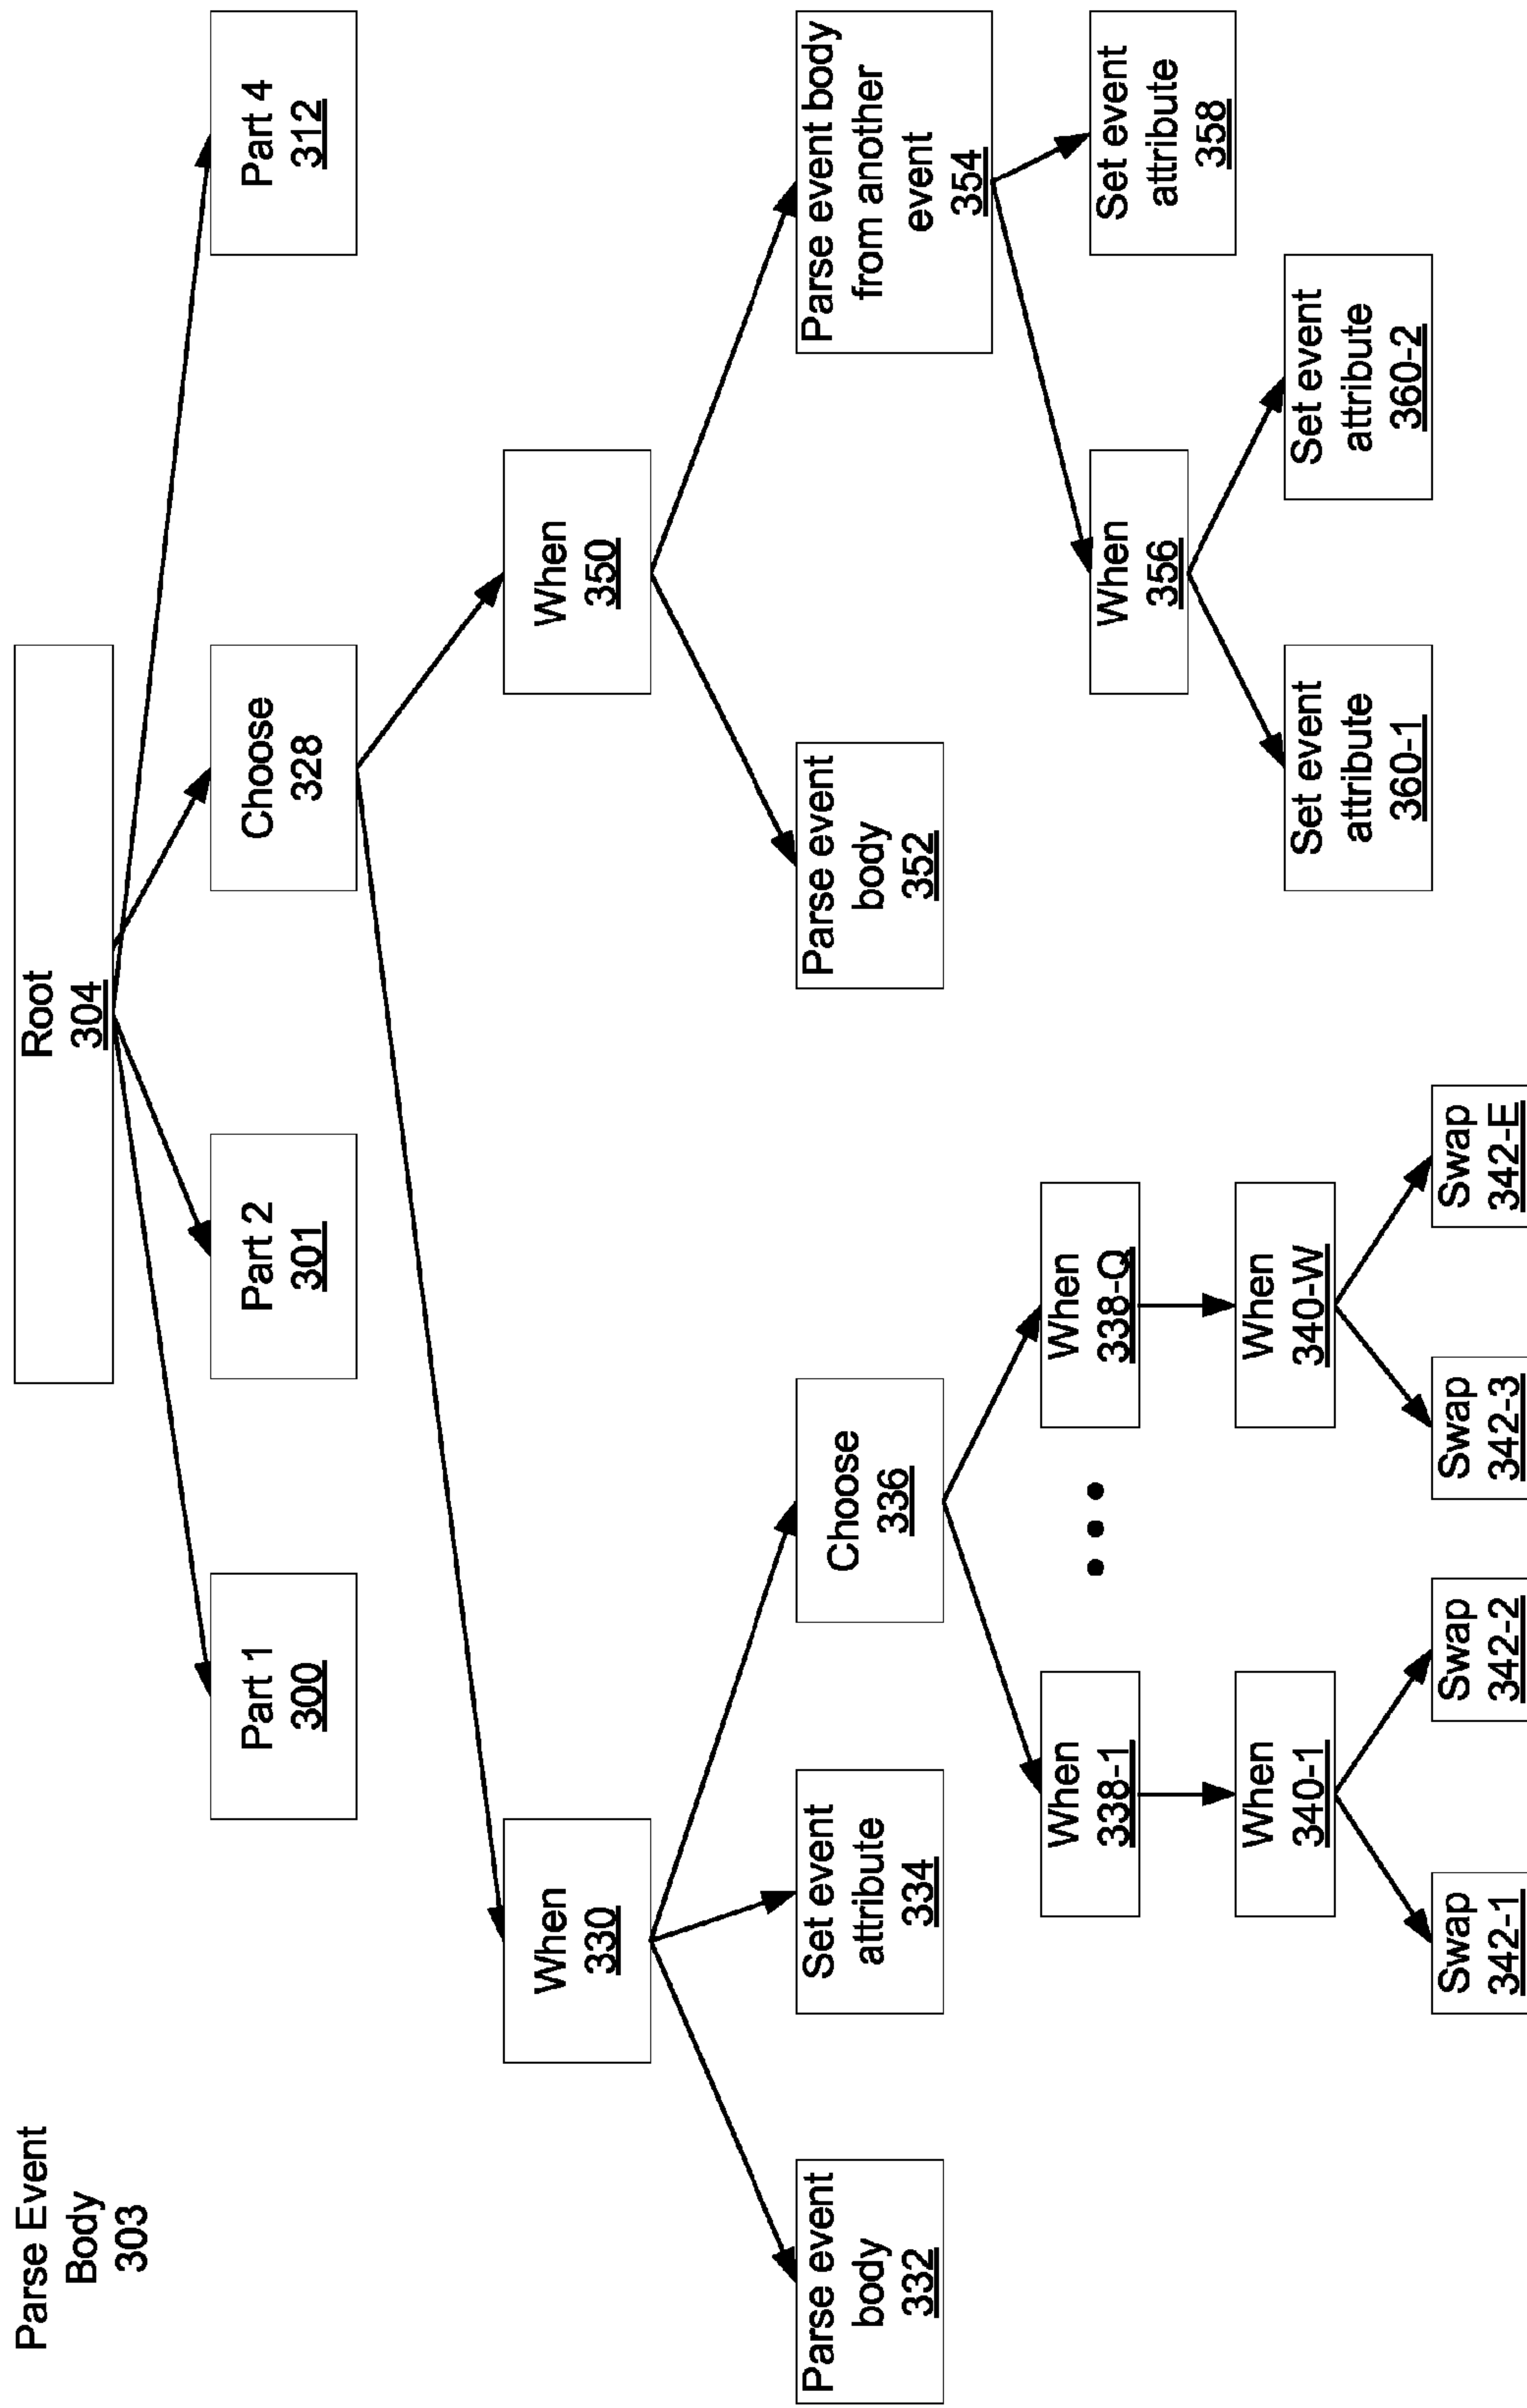 Parse Event
Body
303
Root
304
Part 1
300
Part 2
301
Choose
328
Part 4
312
When
330
When
350
Parse event
body
332
Set event
attribute
334
Choose
336
Parse event
body
352
Parse event body
from another
event
354
When
338-1
• • •
When
338-Q
When
356
Set event
attribute
358
When
340-1
When
340-W
Set event
attribute
360-1
Set event
attribute
360-2
Swap
342-1
Swap
342-2
Swap
342-3
Swap
342-E